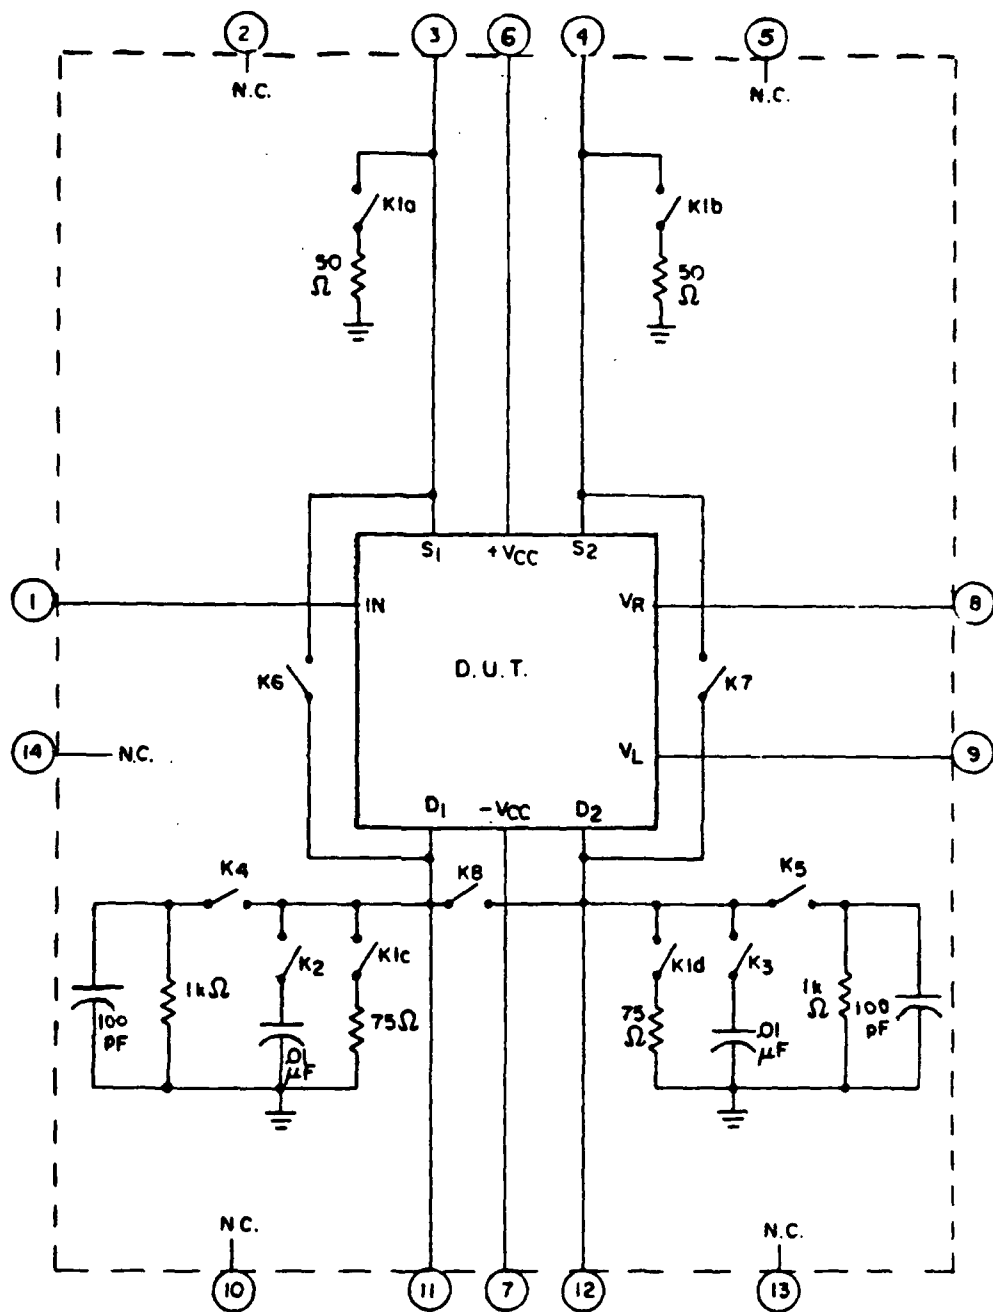 2 3 6 4 5
N.C. N.C.
K1a K1b
50
Ω
50
Ω
S1 +VCC S2
1 IN VR 8
K6 D.U.T. K7
14 N.C. VL 9
D1 -VCC D2
K4 K8 K5
K2 K1c K1d K3
100
pF
1kΩ
.01
μF
75Ω
75
Ω
.01
μF
1k
Ω
100
pF
N.C. N.C.
10 11 7 12 13